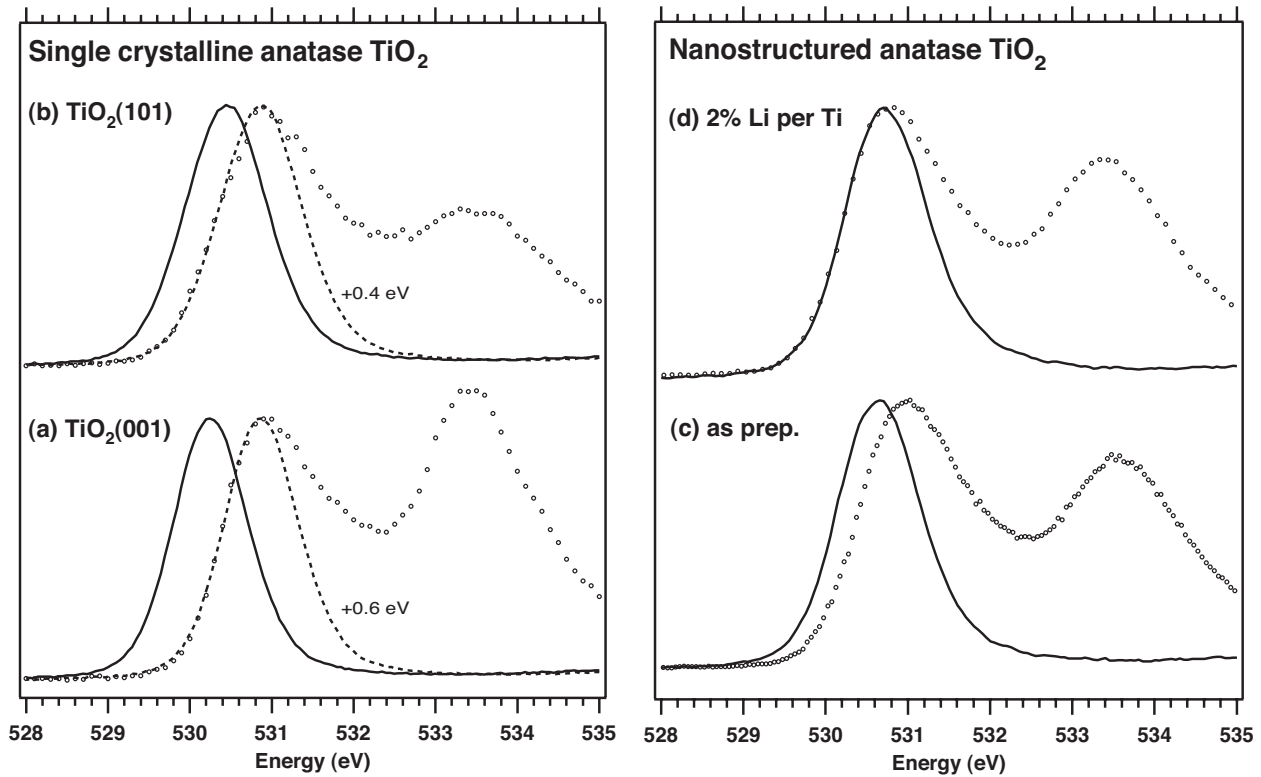 Single crystalline anatase TiO2
(b) TiO2(101)
+0.4 eV
(a) TiO2(001)
+0.6 eV
528 529 530 531 532 533 534 535
Energy (eV)
Nanostructured anatase TiO2
(d) 2% Li per Ti
(c) as prep.
528 529 530 531 532 533 534 535
Energy (eV)